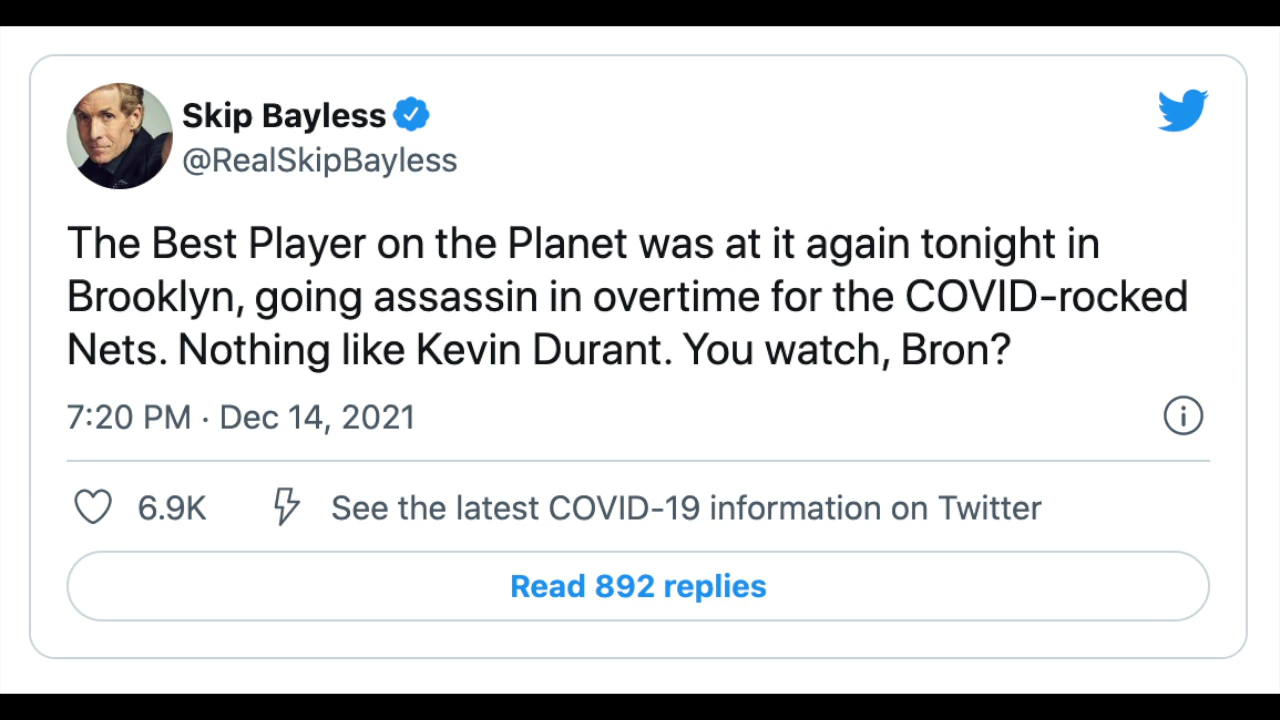 Skip Bayless
@RealSkipBayless
The Best Player on the Planet was at it again tonight in
Brooklyn, going assassin in overtime for the COVID-rocked
Nets. Nothing like Kevin Durant. You watch, Bron?
7:20 PM · Dec 14, 2021
6.9K See the latest COVID-19 information on Twitter
Read 892 replies